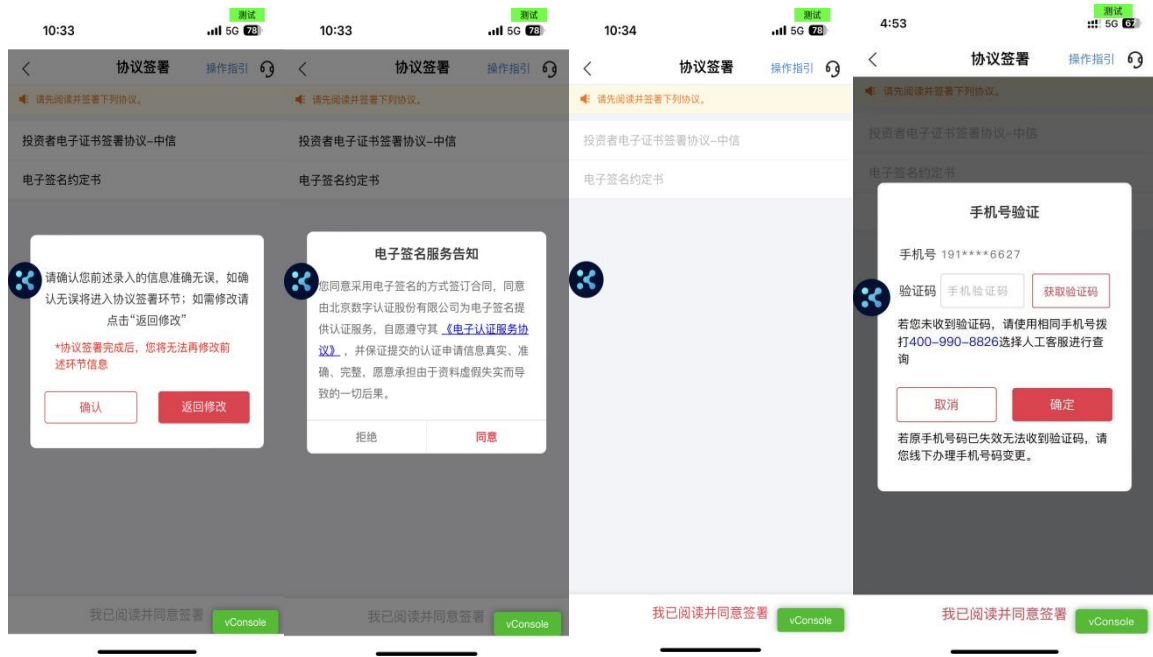 测试
10:33
5G 78
协议签署
操作指引
请先阅读并签署下列协议。
投资者电子证书签署协议-中信
电子签名约定书
请确认您前述录入的信息准确无误，如确
认无误将进入协议签署环节；如需修改请
点击“返回修改”
*协议签署完成后，您将无法再修改前
述环节信息
确认
返回修改
我已阅读并同意签署
vConsole
测试
10:33
5G 78
协议签署
操作指引
请先阅读并签署下列协议。
投资者电子证书签署协议-中信
电子签名约定书
电子签名服务告知
您同意采用电子签名的方式签订合同，同意
由北京数字认证股份有限公司为电子签名提
供认证服务，自愿遵守其《电子认证服务协
议》，并保证提交的认证申请信息真实、准
确、完整，愿意承担由于资料虚假失实而导
致的一切后果。
拒绝
同意
我已阅读并同意签署
vConsole
测试
10:34
5G 78
协议签署
操作指引
请先阅读并签署下列协议。
投资者电子证书签署协议-中信
电子签名约定书
我已阅读并同意签署
vConsole
测试
4:53
5G 67
协议签署
操作指引
请先阅读并签署下列协议。
投资者电子证书签署协议-中信
电子签名约定书
手机号验证
手机号 191****6627
验证码 手机验证码 获取验证码
若您未收到验证码，请使用相同手机号拨
打400-990-8826选择人工客服进行查
询
取消
确定
若原手机号码已失效无法收到验证码，请
您线下办理手机号码变更。
我已阅读并同意签署
vConsole